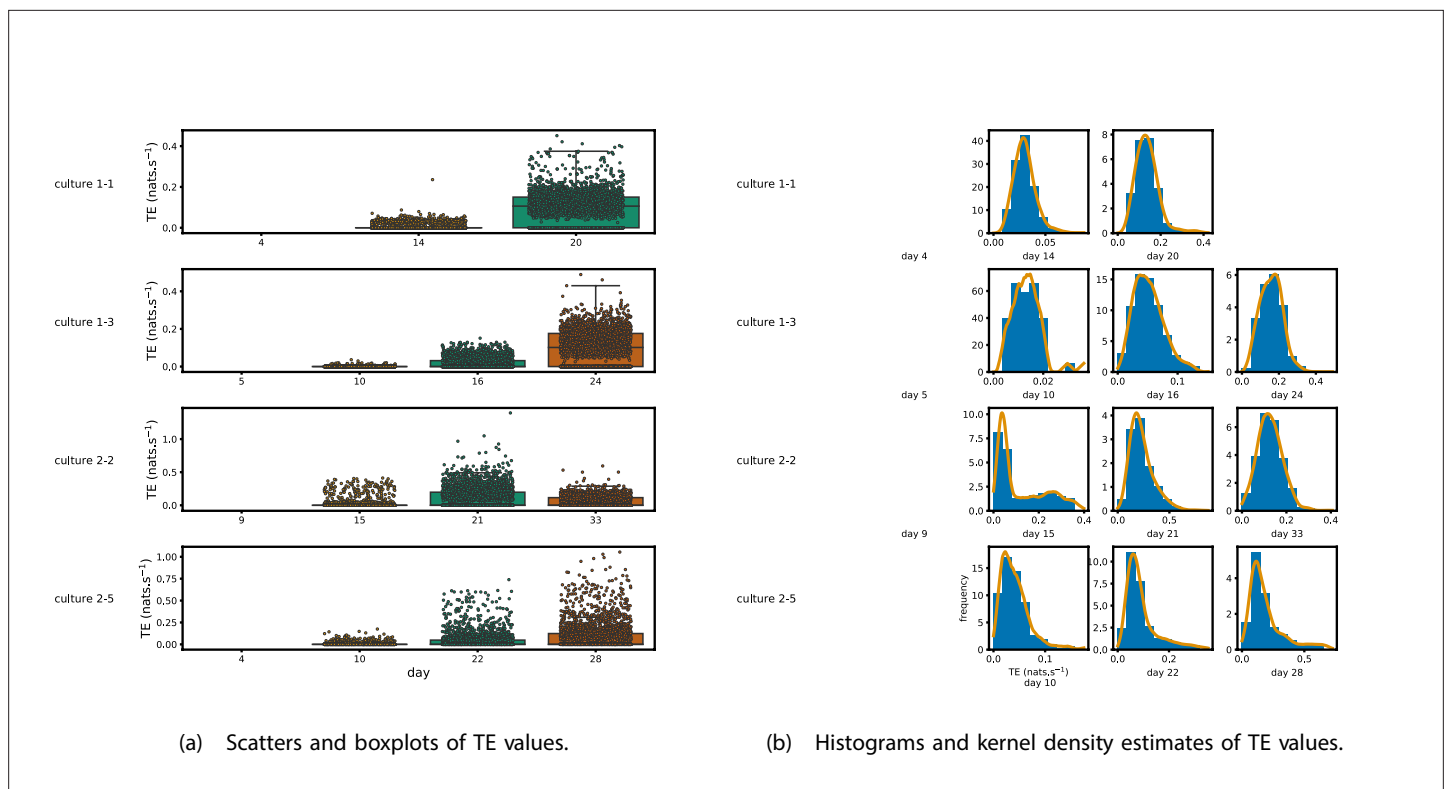 culture 1-1
TE (nats.s⁻¹)
0.4
0.2
0.0
4 14 20
culture 1-3
TE (nats.s⁻¹)
0.4
0.2
0.0
5 10 16 24
culture 2-2
TE (nats.s⁻¹)
1.0
0.5
0.0
9 15 21 33
culture 2-5
TE (nats.s⁻¹)
1.00
0.75
0.50
0.25
0.00
4 10 22 28
day
(a) Scatters and boxplots of TE values.
culture 1-1
40
30
20
10
0
0.00 0.05
8
6
4
2
0
0.0 0.2 0.4
day 4 day 14 day 20
culture 1-3
60
40
20
0
0.00 0.02
15
10
5
0
0.0 0.1
6
4
2
0
0.0 0.2 0.4
day 5 day 10 day 16 day 24
culture 2-2
10.0
7.5
5.0
2.5
0.0
0.0 0.2 0.4
4
3
2
1
0
0.0 0.5
6
4
2
0
0.0 0.2 0.4
day 9 day 15 day 21 day 33
culture 2-5
frequency
15
10
5
0
0.0 0.1
10.0
7.5
5.0
2.5
0.0
0.0 0.2
4
2
0
0.0 0.5
TE (nats.s⁻¹)
day 10 day 22 day 28
(b) Histograms and kernel density estimates of TE values.